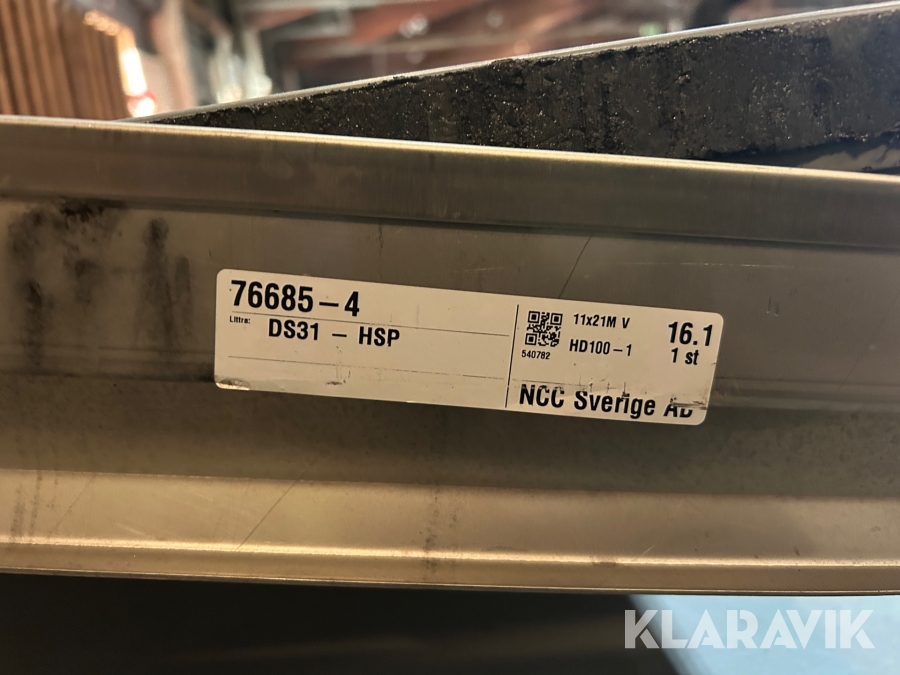 76685-4
Littra: DS31 - HSP
540782
11x21M V
HD100-1
16.1
1 st
NCC Sverige AB
KLARAVIK